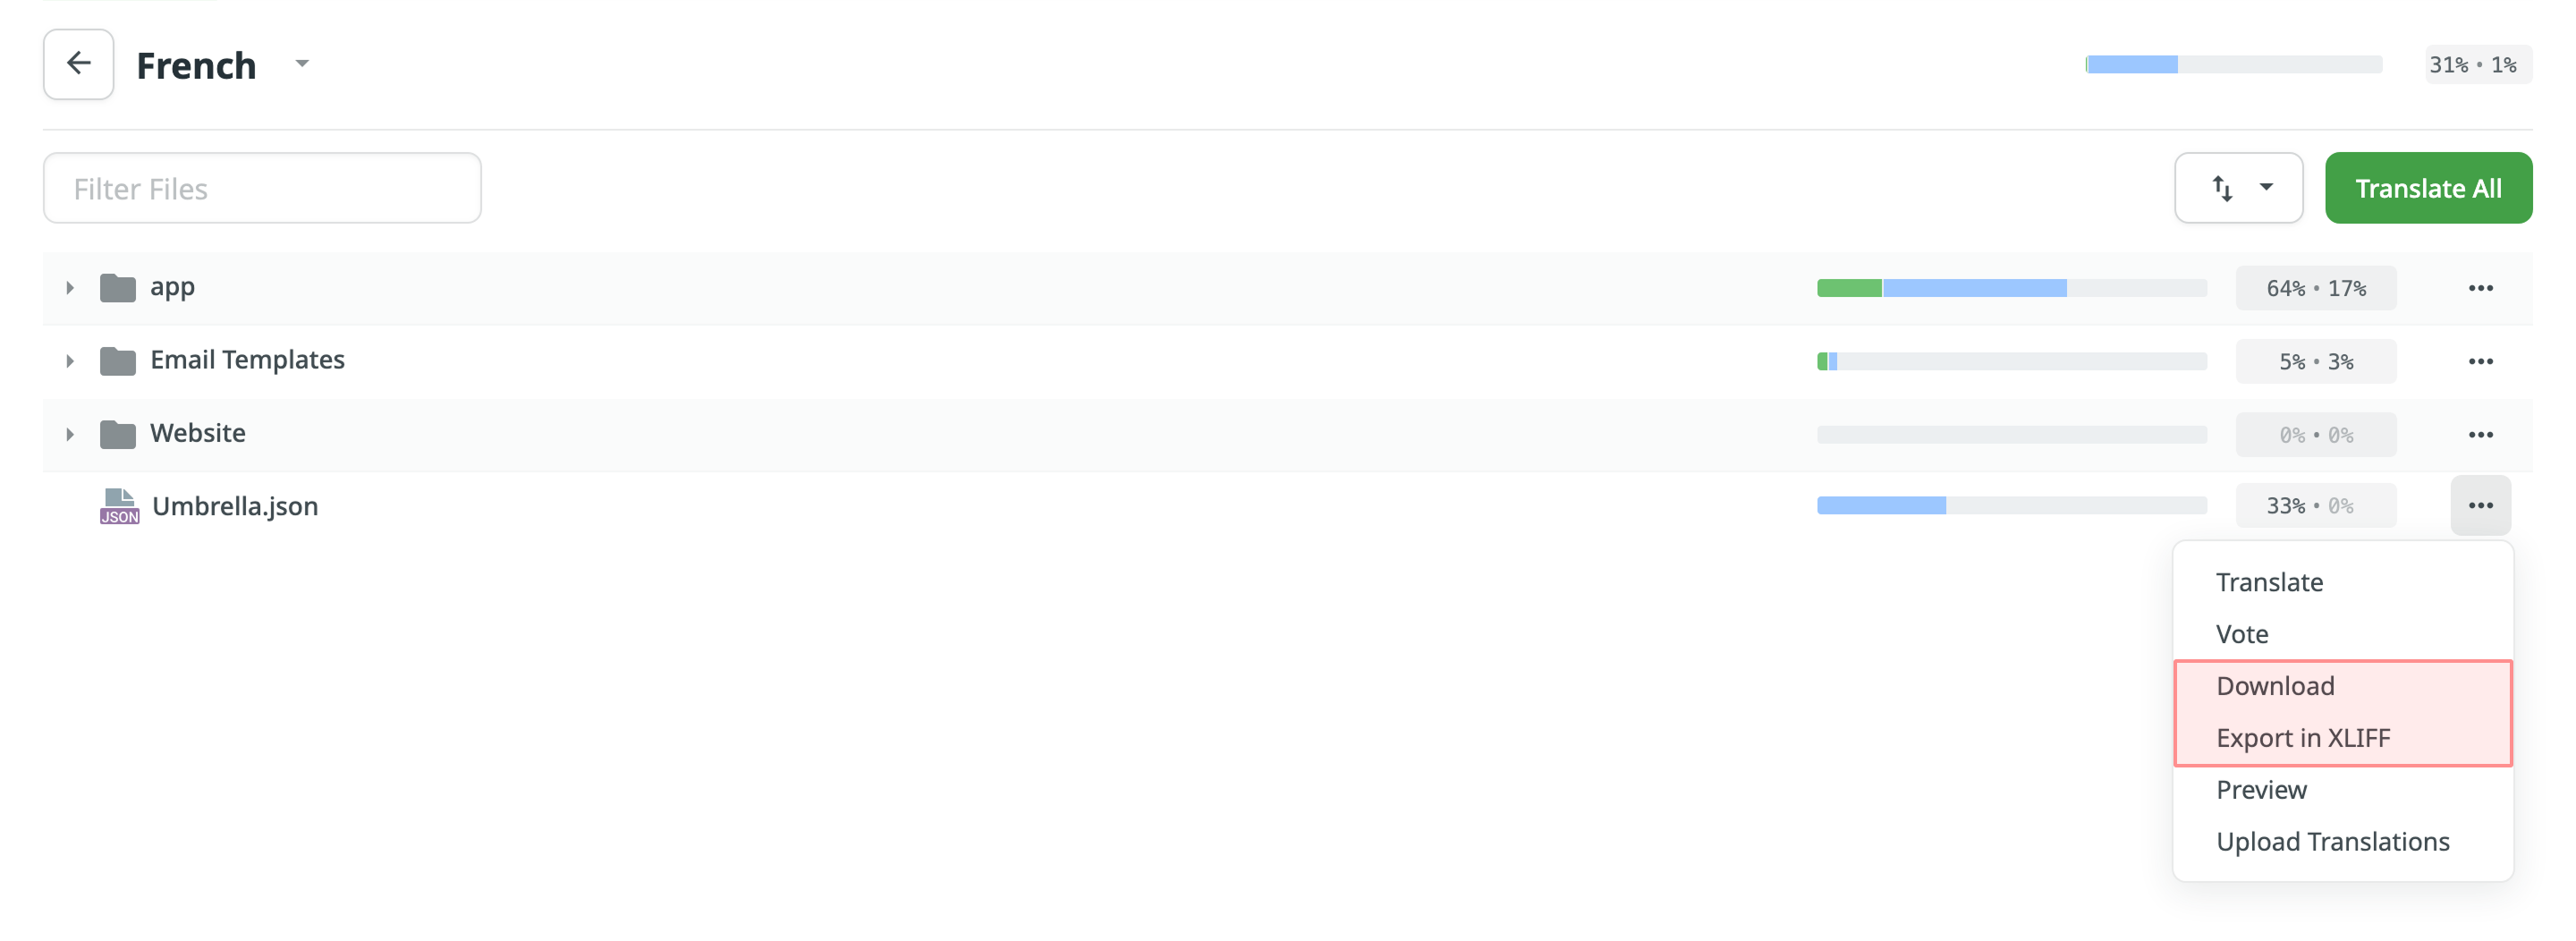 French
31% • 1%
Filter Files
Translate All
app
64% • 17%
Email Templates
5% • 3%
Website
0% • 0%
JSON
Umbrella.json
33% • 0%
Translate
Vote
Download
Export in XLIFF
Preview
Upload Translations